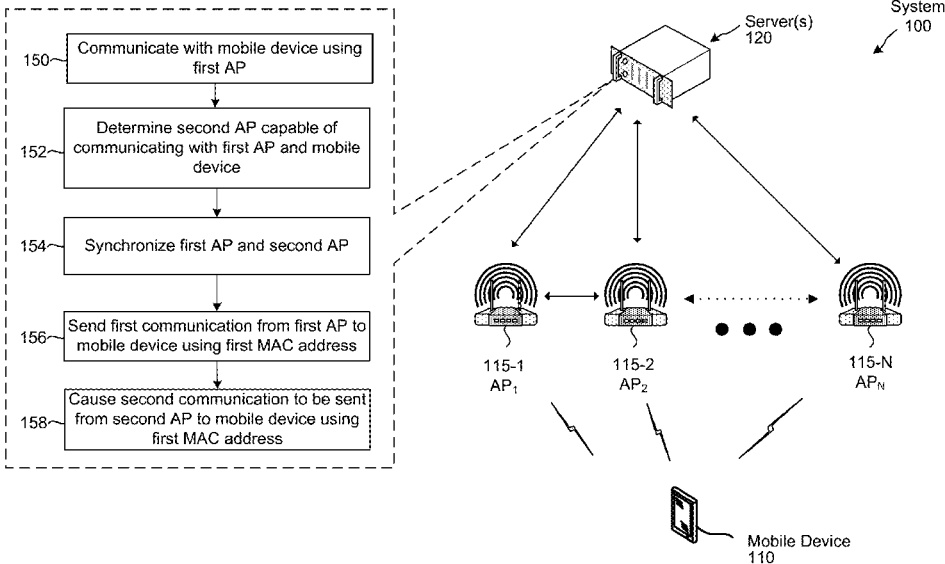 150
Communicate with mobile device using
first AP
152
Determine second AP capable of
communicating with first AP and mobile
device
154
Synchronize first AP and second AP
156
Send first communication from first AP to
mobile device using first MAC address
158
Cause second communication to be sent
from second AP to mobile device using
first MAC address
Server(s)
120
System
100
115-1
AP1
115-2
AP2
115-N
APN
Mobile Device
110